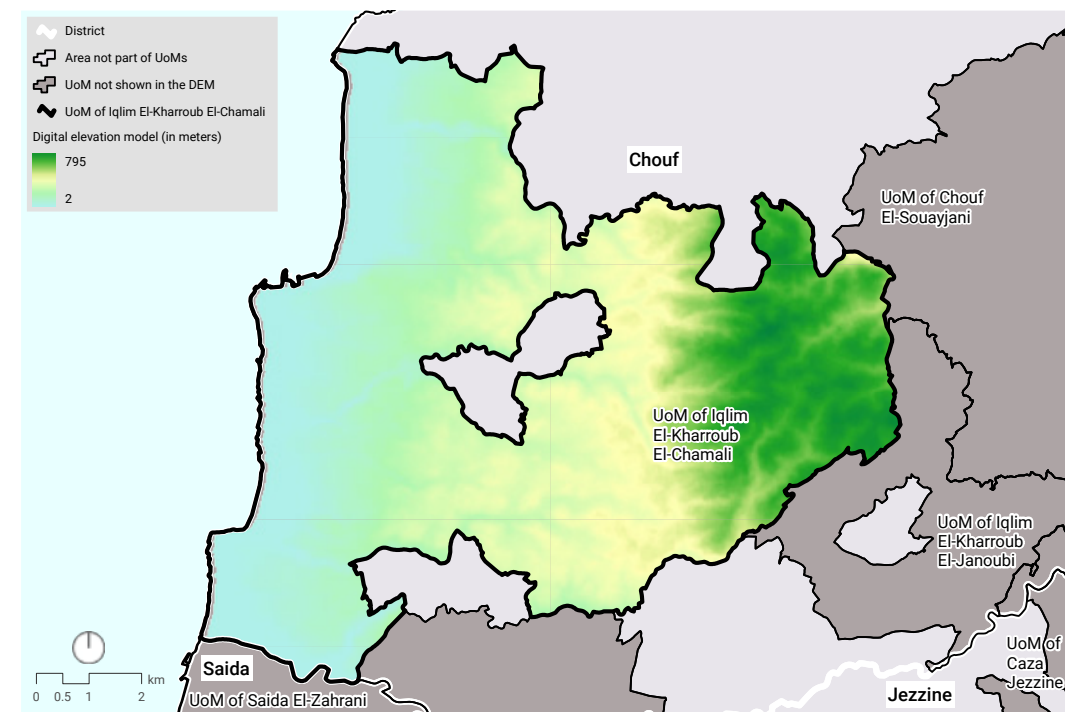 District
Area not part of UoMs
UoM not shown in the DEM
UoM of Iqlim El-Kharroub El-Chamali
Digital elevation model (in meters)
795
2
Chouf
UoM of Chouf
El-Souayjani
UoM of Iqlim
El-Kharroub
El-Chamali
UoM of Iqlim
El-Kharroub
El-Janoubi
UoM of
Caza
Jezzine
Saida
Jezzine
UoM of Saida El-Zahrani
km
0 0.5 1 2